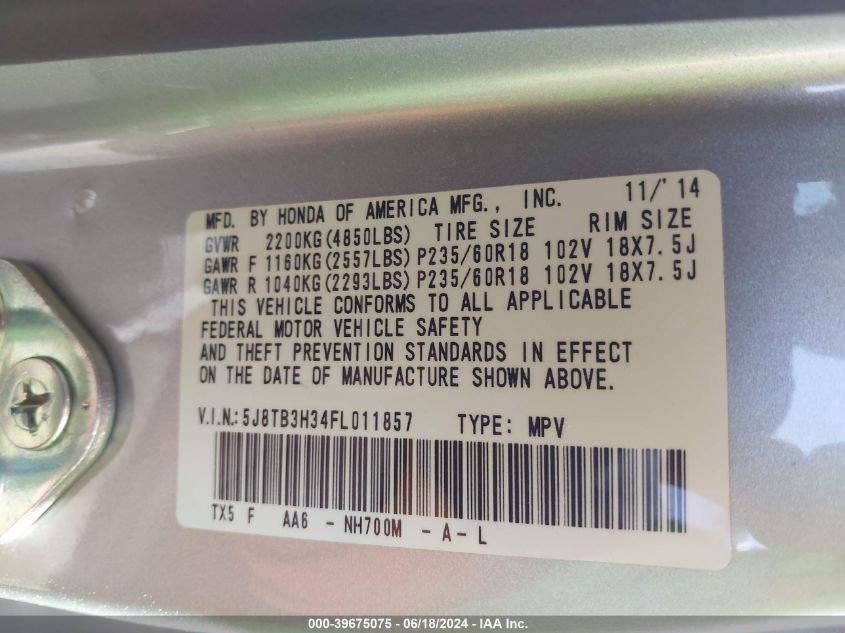 MFD. BY HONDA OF AMERICA MFG., INC. 11/'14
GVWR 2200KG(4850LBS) TIRE SIZE RIM SIZE
GAWR F 1160KG(2557LBS) P235/60R18 102V 18X7.5J
GAWR R 1040KG(2293LBS) P235/60R18 102V 18X7.5J
THIS VEHICLE CONFORMS TO ALL APPLICABLE
FEDERAL MOTOR VEHICLE SAFETY
AND THEFT PREVENTION STANDARDS IN EFFECT
ON THE DATE OF MANUFACTURE SHOWN ABOVE.
V.I.N.: 5J8TB3H34FL011857 TYPE: MPV
TX5 F AA6 - NH700M - A - L
000-39675075 - 06/18/2024 - IAA Inc.